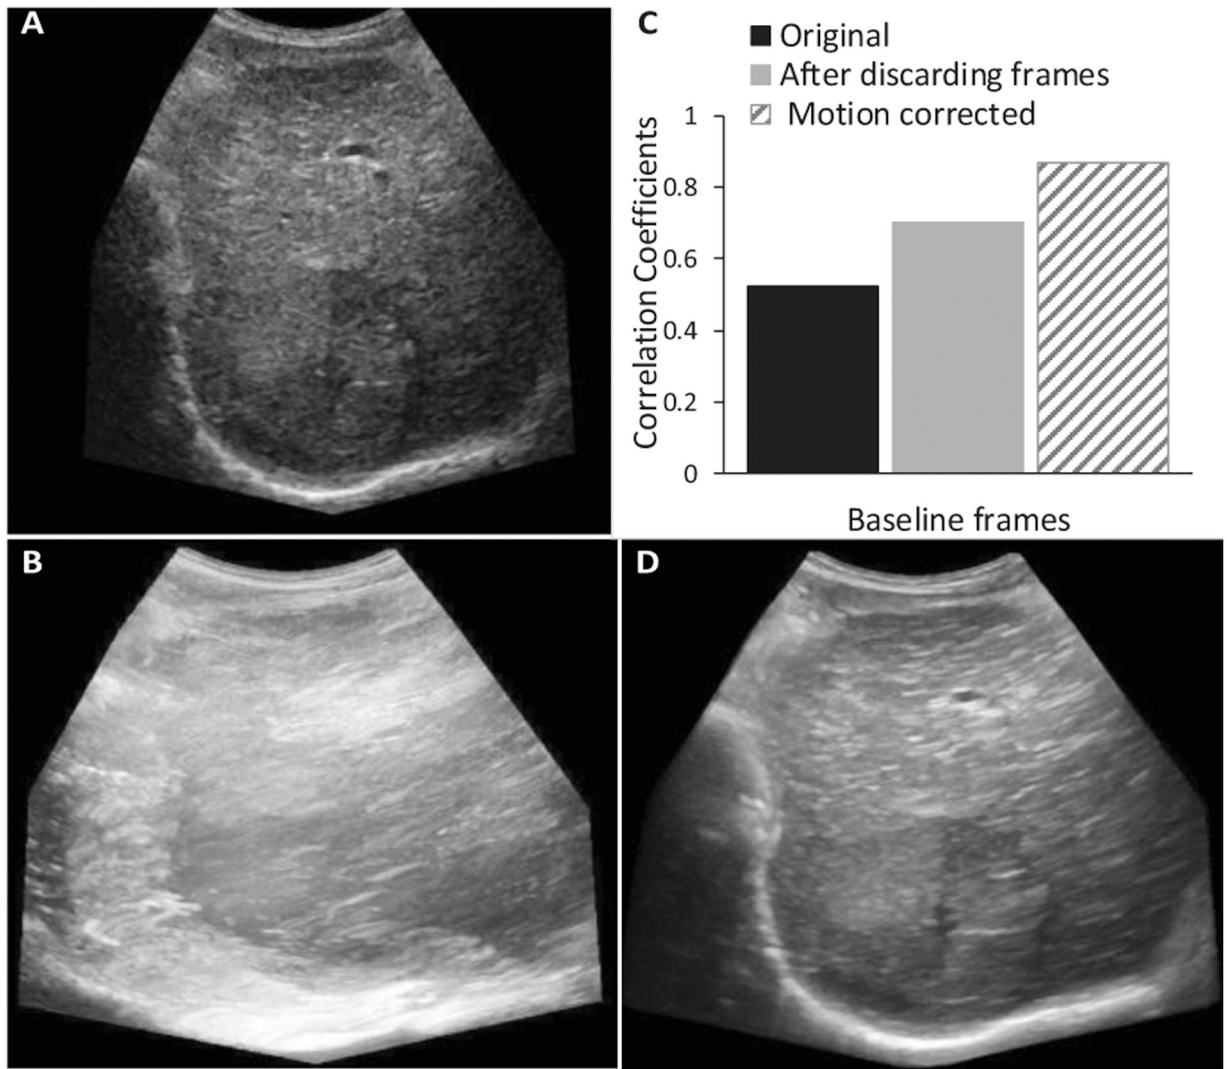 A
C
Original
After discarding frames
Motion corrected
Correlation Coefficients
1
0.8
0.6
0.4
0.2
0
Baseline frames
B
D